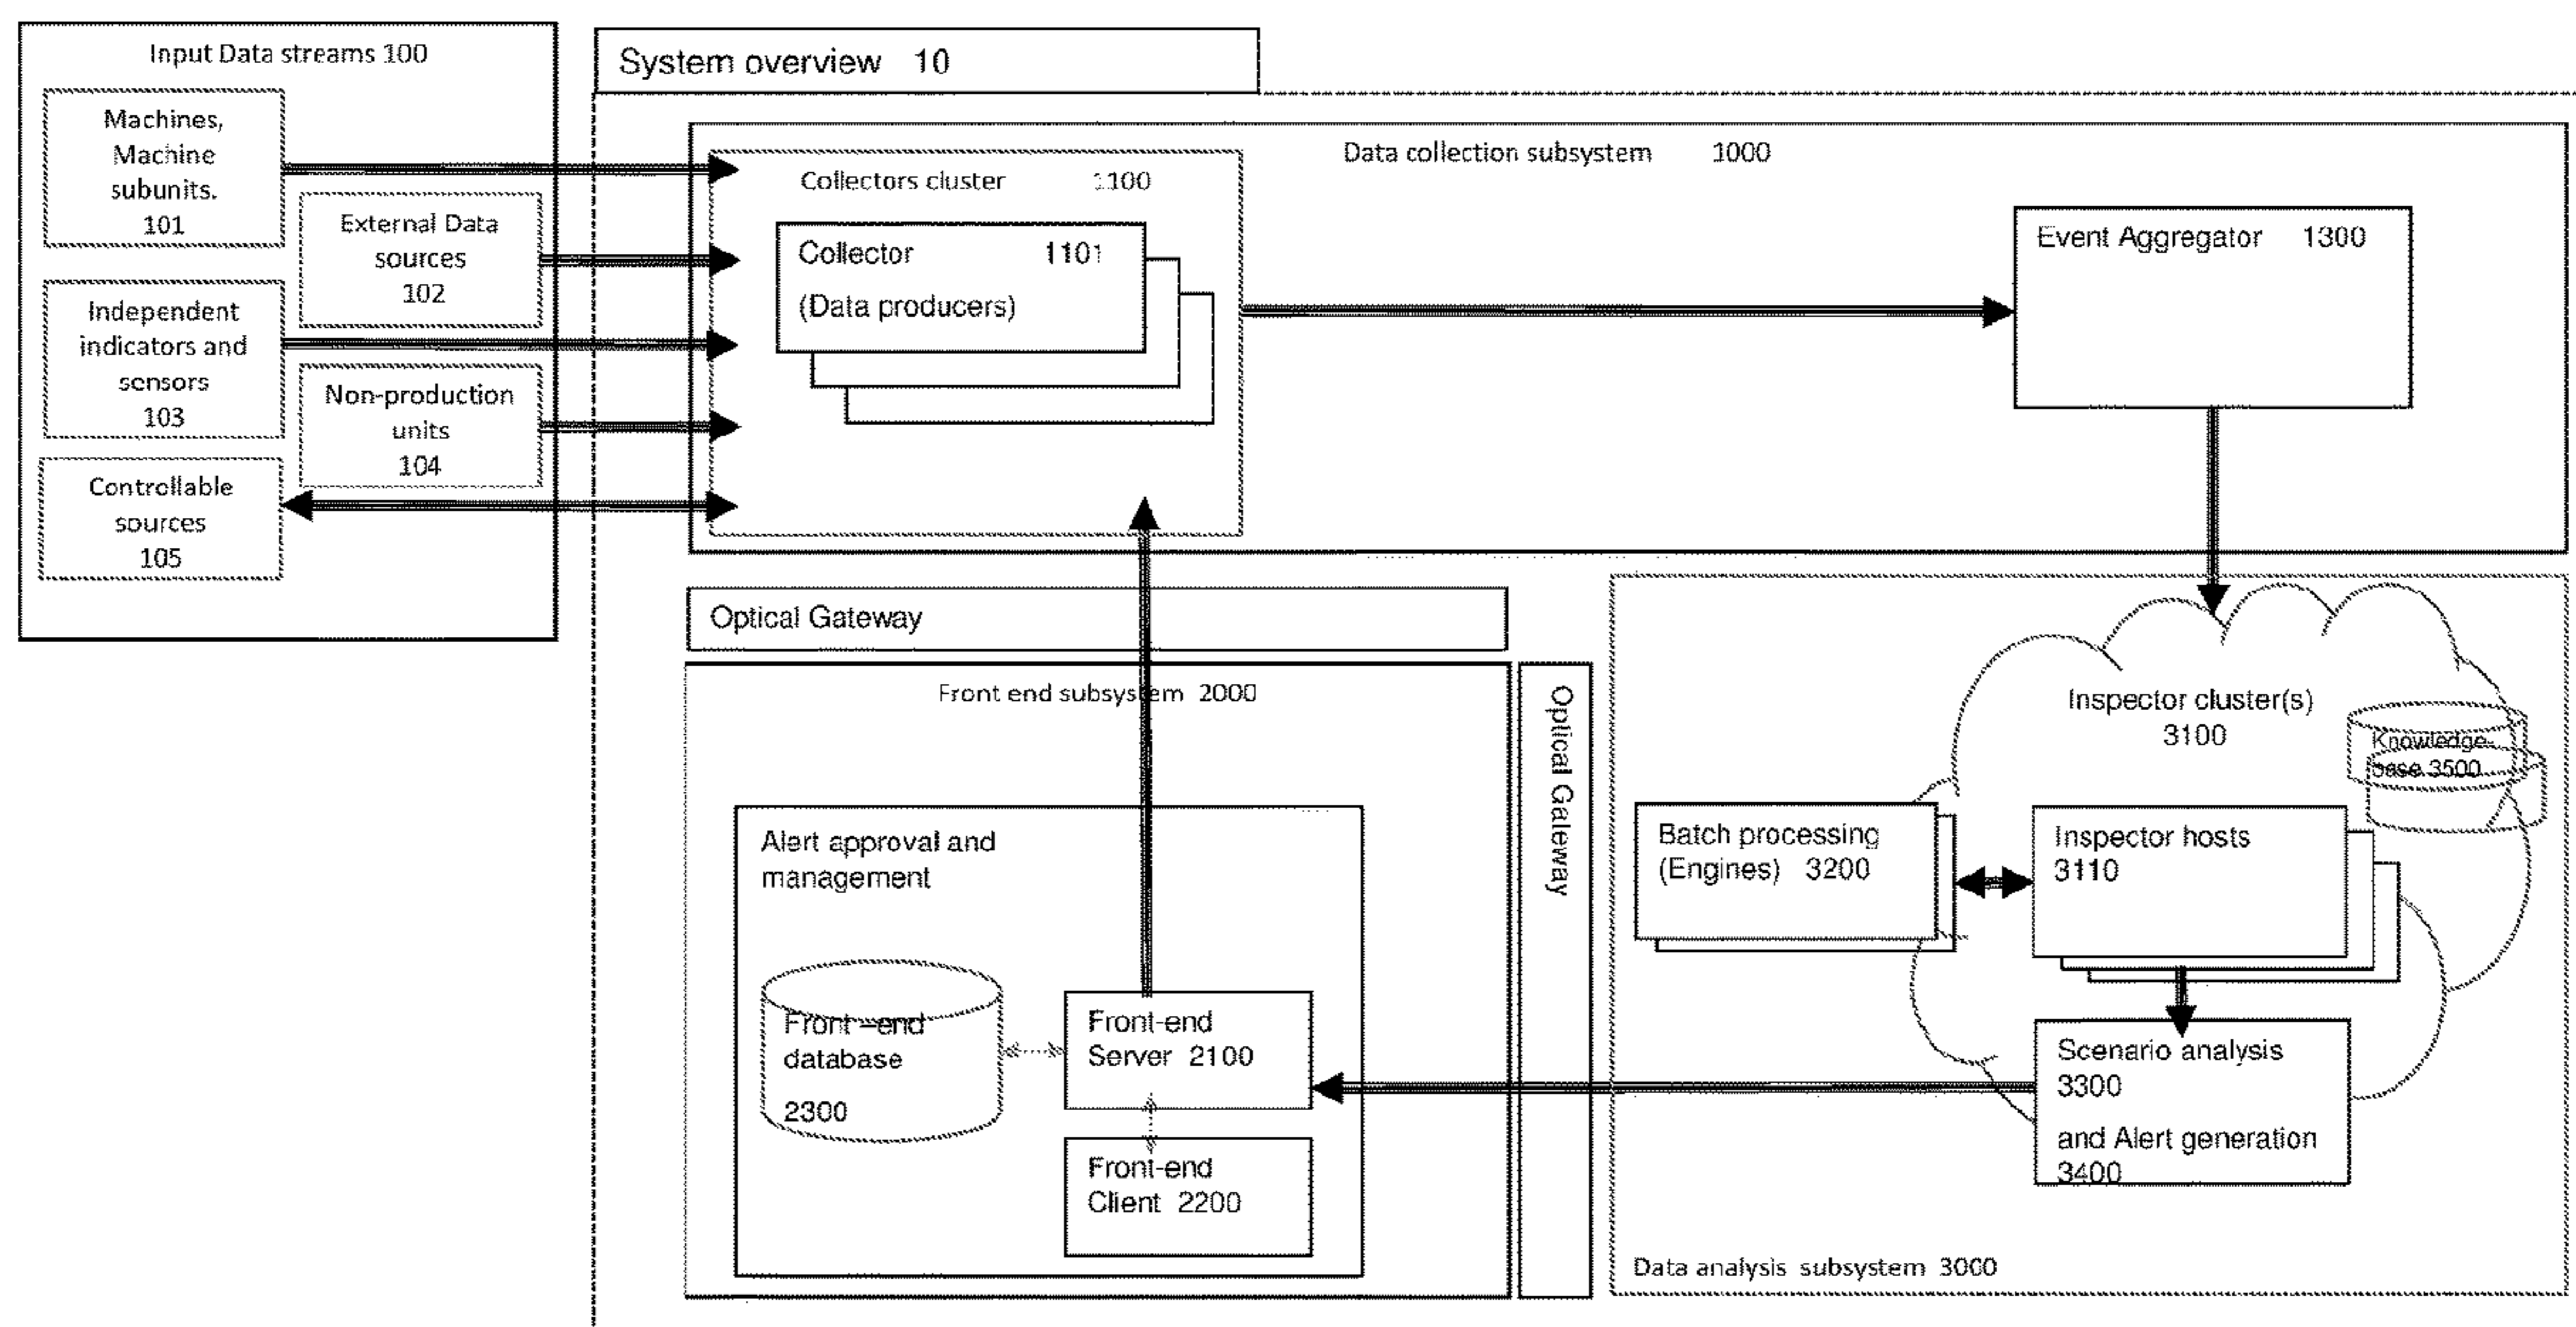 Input Data streams 100
Machines,
Machine
subunits.
101
External Data
sources
102
Independent
indicators and
sensors
103
Non-production
units
104
Controllable
sources
105
System overview 10
Data collection subsystem 1000
Collectors cluster 1100
Collector 1101
(Data producers)
Event Aggregator 1300
Optical Gateway
Front end subsystem 2000
Optical Gateway
Alert approval and
management
Front –end
database
2300
Front-end
Server 2100
Front-end
Client 2200
Inspector cluster(s)
3100
Knowledge-
base 3500
Batch processing
(Engines) 3200
Inspector hosts
3110
Scenario analysis
3300
and Alert generation
3400
Data analysis subsystem 3000